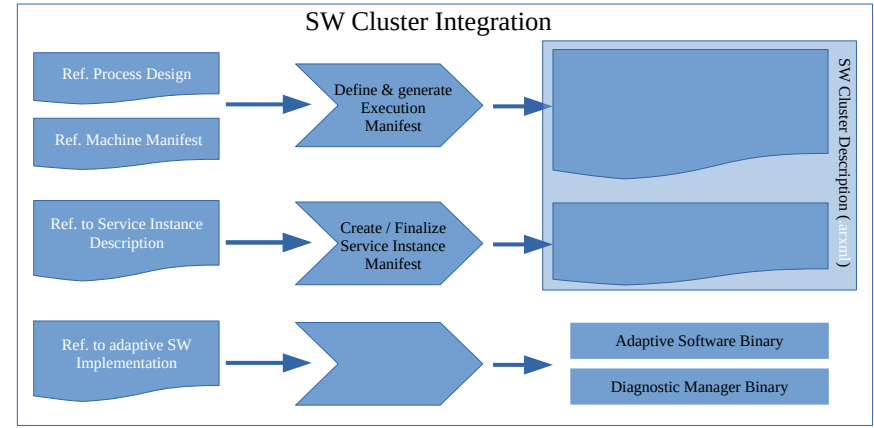 SW Cluster Integration
Ref. Process Design
Ref. Machine Manifest
Define & generate
Execution
Manifest
SW Cluster Description (.arxml)
Ref. to Service Instance
Description
Create / Finalize
Service Instance
Manifest
Ref. to adaptive SW
Implementation
Adaptive Software Binary
Diagnostic Manager Binary